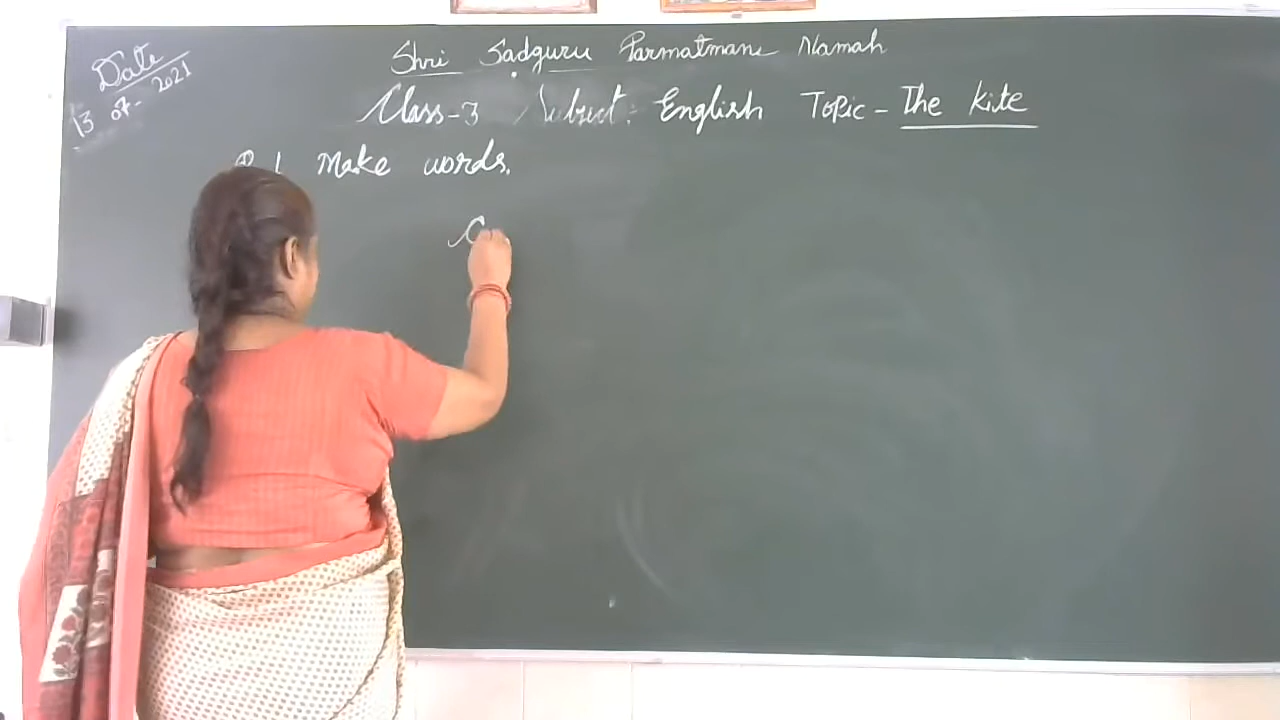 Date
13 07- 2021
Shri Sadguru Parmatmane Namah
Class-3 Subject: English Topic - The Kite
Q.1 Make words.
C